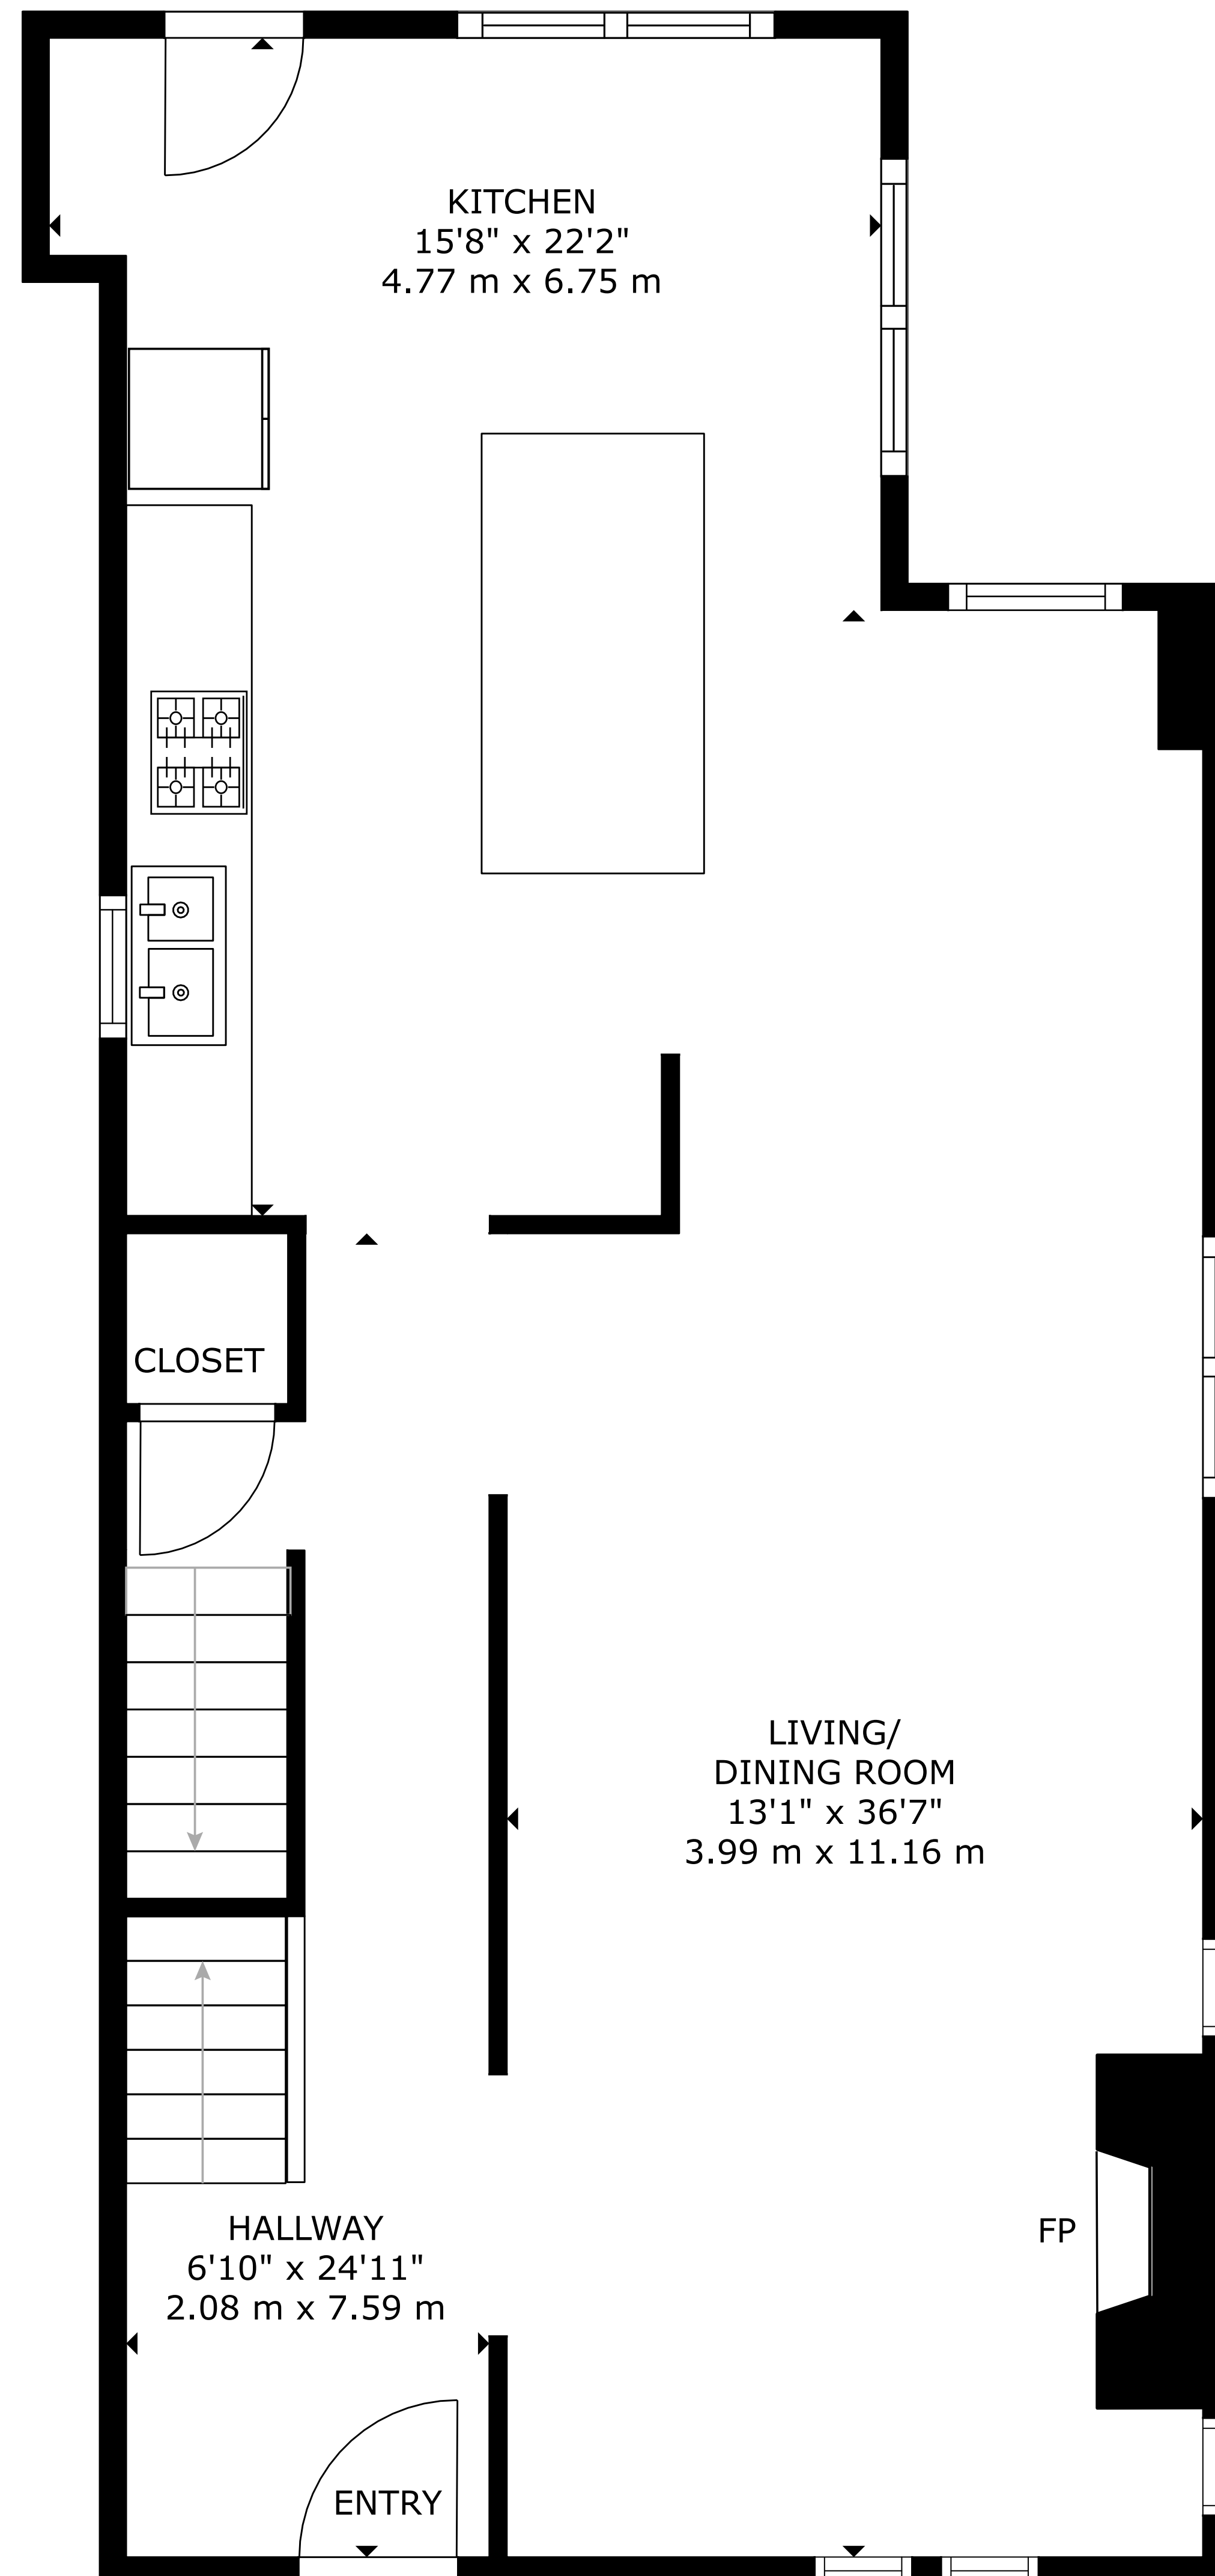 KITCHEN
15'8" x 22'2"
4.77 m x 6.75 m
CLOSET
LIVING/
DINING ROOM
13'1" x 36'7"
3.99 m x 11.16 m
HALLWAY
6'10" x 24'11"
2.08 m x 7.59 m
FP
ENTRY